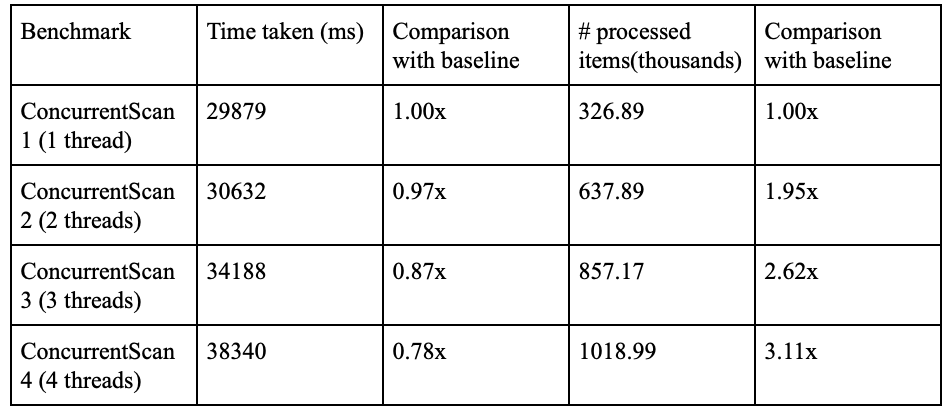 Benchmark
Time taken (ms)
Comparison
with baseline
# processed
items(thousands)
Comparison
with baseline
ConcurrentScan
1 (1 thread)
29879
1.00x
326.89
1.00x
ConcurrentScan
2 (2 threads)
30632
0.97x
637.89
1.95x
ConcurrentScan
3 (3 threads)
34188
0.87x
857.17
2.62x
ConcurrentScan
4 (4 threads)
38340
0.78x
1018.99
3.11x